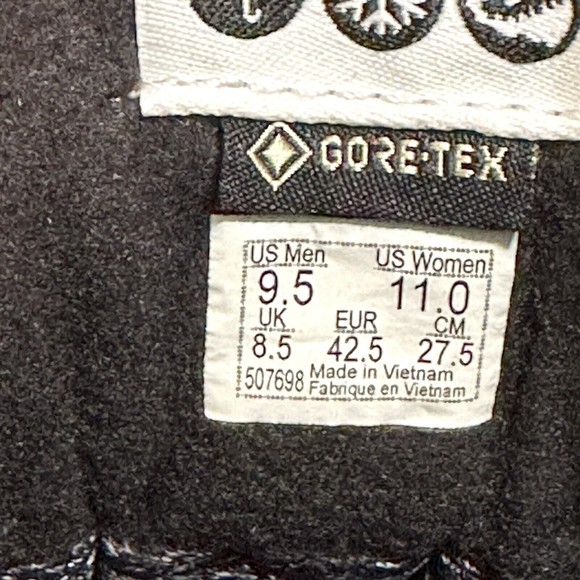 GORE-TEX
US Men US Women
9.5 11.0
UK EUR CM
8.5 42.5 27.5
507698 Made in Vietnam
Fabrique en Vietnam